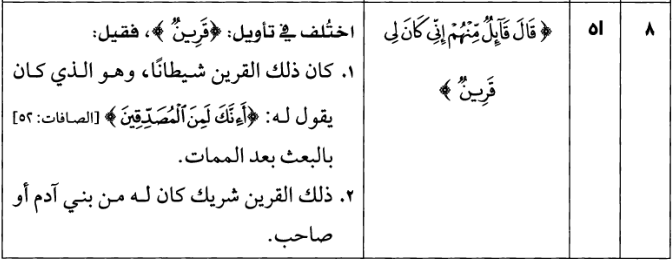 ٨
٥١
﴿ قَالَ قَآئِلٌ مِّنْهُمْ إِنِّي كَانَ لِي
قَرِينٌ ﴾
اختُلف في تأويل: ﴿قَرِينٌ﴾، فقيل:
١. كان ذلك القرين شيطانًا، وهو الذي كان
يقول له: ﴿أَءِنَّكَ لَمِنَ ٱلْمُصَدِّقِينَ﴾ [الصافات: ٥٢]
بالبعث بعد الممات.
٢. ذلك القرين شريك كان له من بني آدم أو
صاحب.